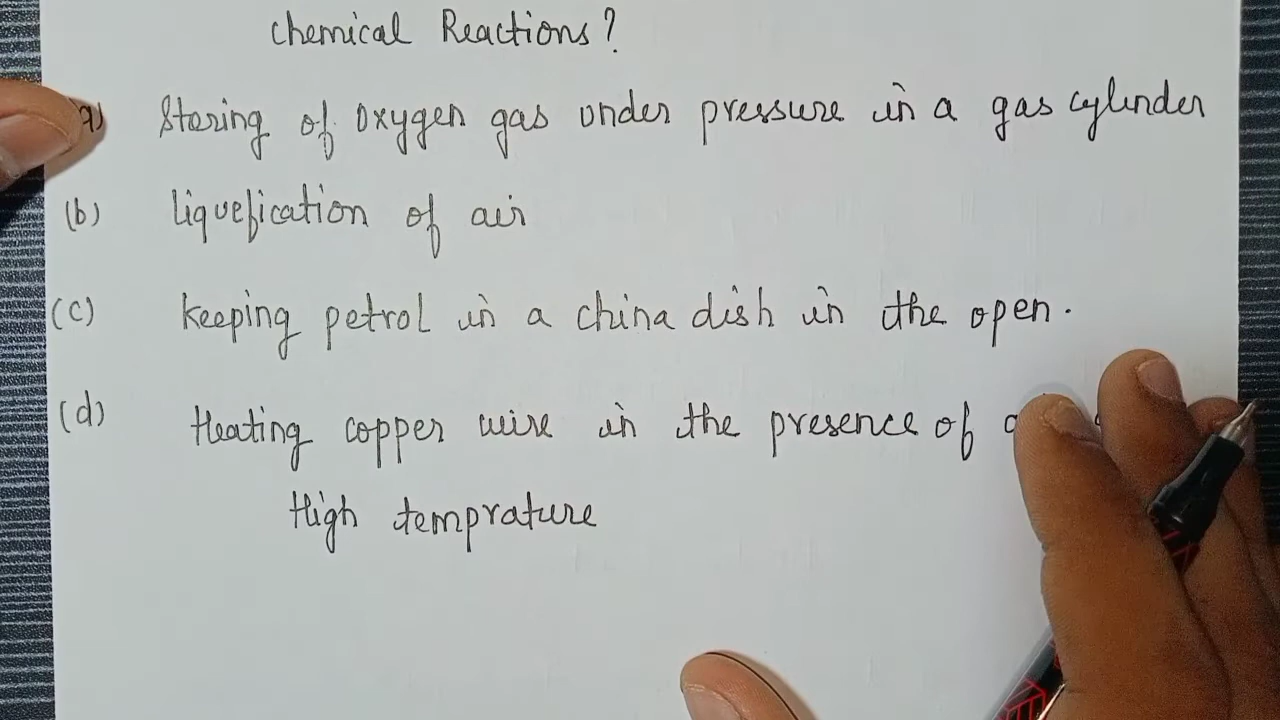 Chemical Reactions?
a) Storing of oxygen gas under pressure in a gas cylinder
(b) liquefication of air
(c) Keeping petrol in a china dish in the open.
(d) Heating copper wire in the presence of
High temprature